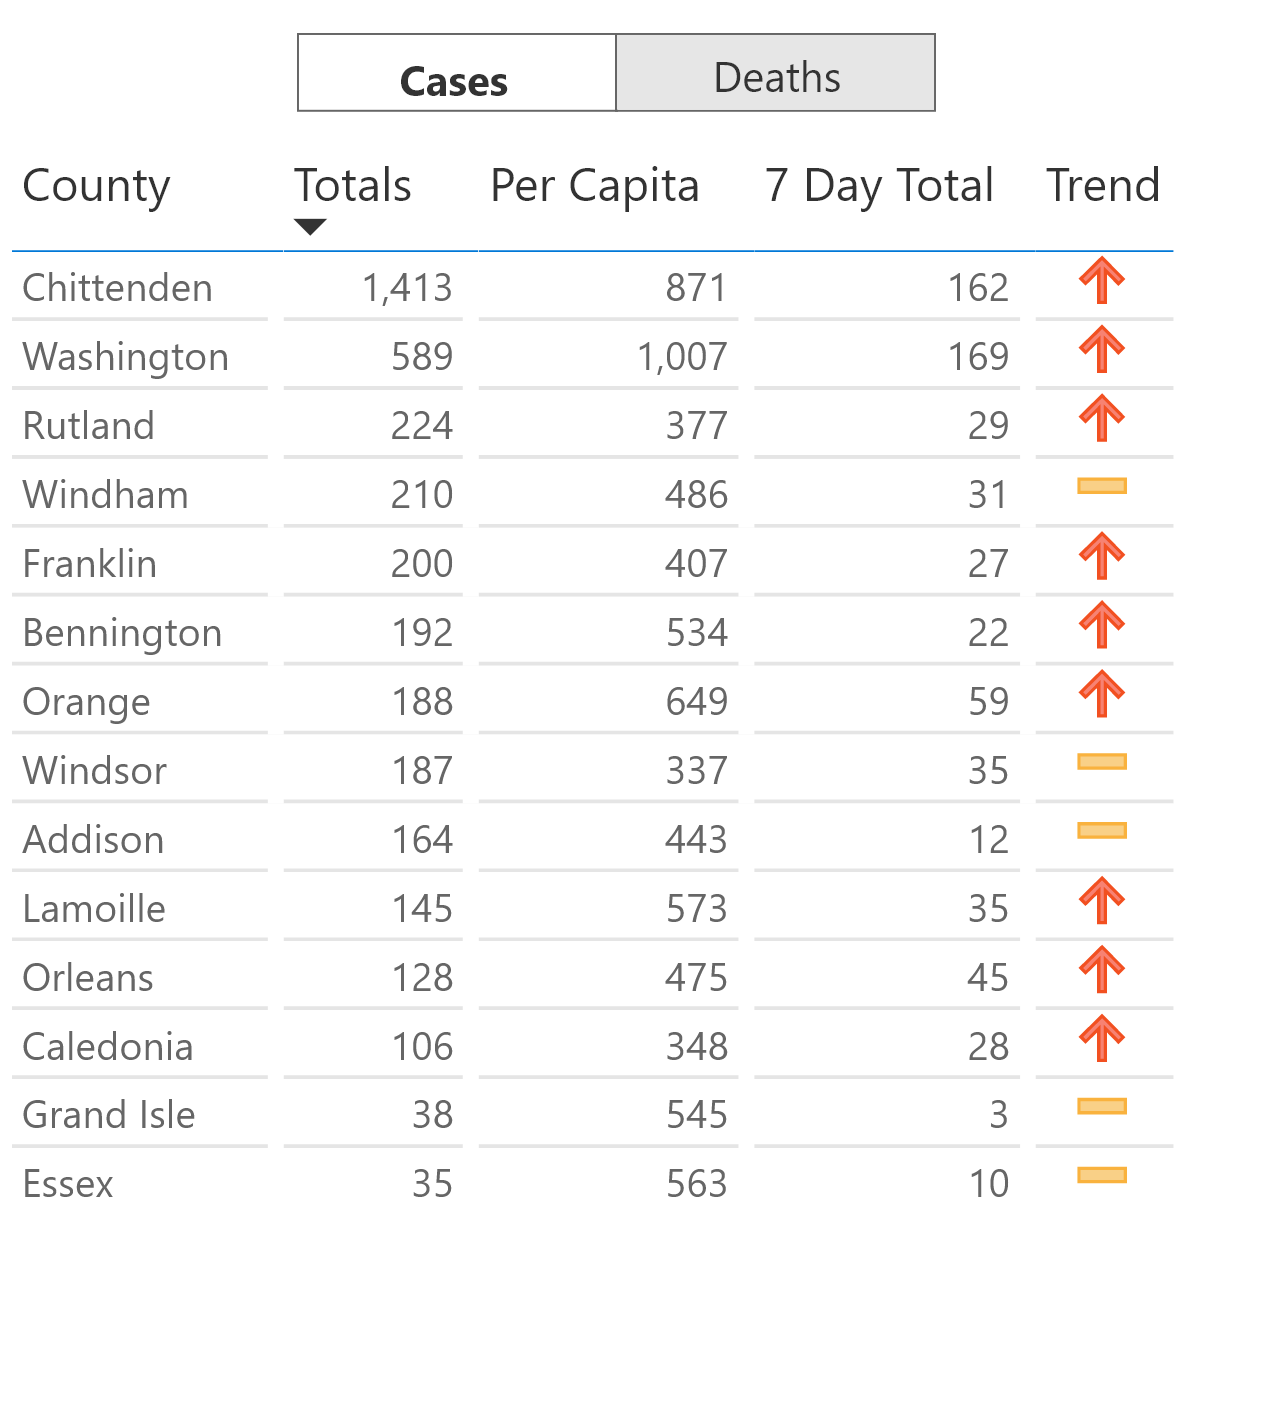 Cases Deaths
County Totals Per Capita 7 Day Total Trend
Chittenden 1,413 871 162
Washington 589 1,007 169
Rutland 224 377 29
Windham 210 486 31
Franklin 200 407 27
Bennington 192 534 22
Orange 188 649 59
Windsor 187 337 35
Addison 164 443 12
Lamoille 145 573 35
Orleans 128 475 45
Caledonia 106 348 28
Grand Isle 38 545 3
Essex 35 563 10